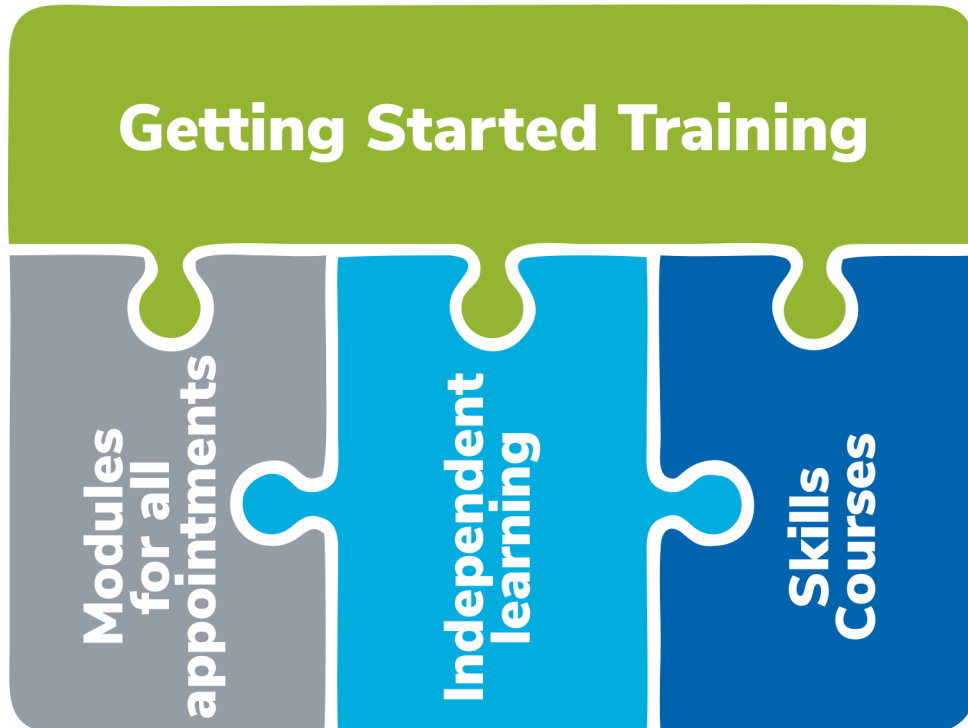 Getting Started Training
Modules
for all
appointments
Independent
learning
Skills
Courses